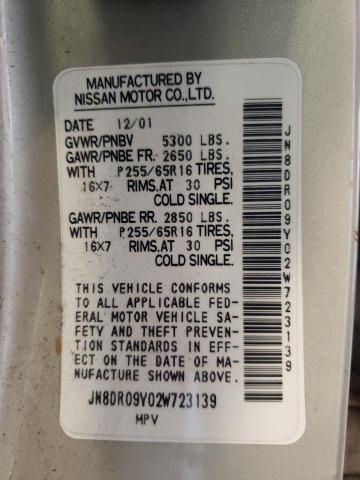 MANUFACTURED BY
NISSAN MOTOR CO.,LTD.
DATE 12/01
GVWR/PNBV 5300 LBS.
GAWR/PNBE FR. 2650 LBS.
WITH P255/65R16 TIRES,
16X7 RIMS.AT 30 PSI
COLD SINGLE.
GAWR/PNBE RR. 2850 LBS.
WITH P255/65R16 TIRES,
16X7 RIMS.AT 30 PSI
COLD SINGLE.
THIS VEHICLE CONFORMS
TO ALL APPLICABLE FED-
ERAL MOTOR VEHICLE SA-
FETY AND THEFT PREVEN-
TION STANDARDS IN EFF-
ECT ON THE DATE OF MA-
NUFACTURE SHOWN ABOVE.
JN8DR09Y02W723139
MPV
JN8DR09Y02W723139